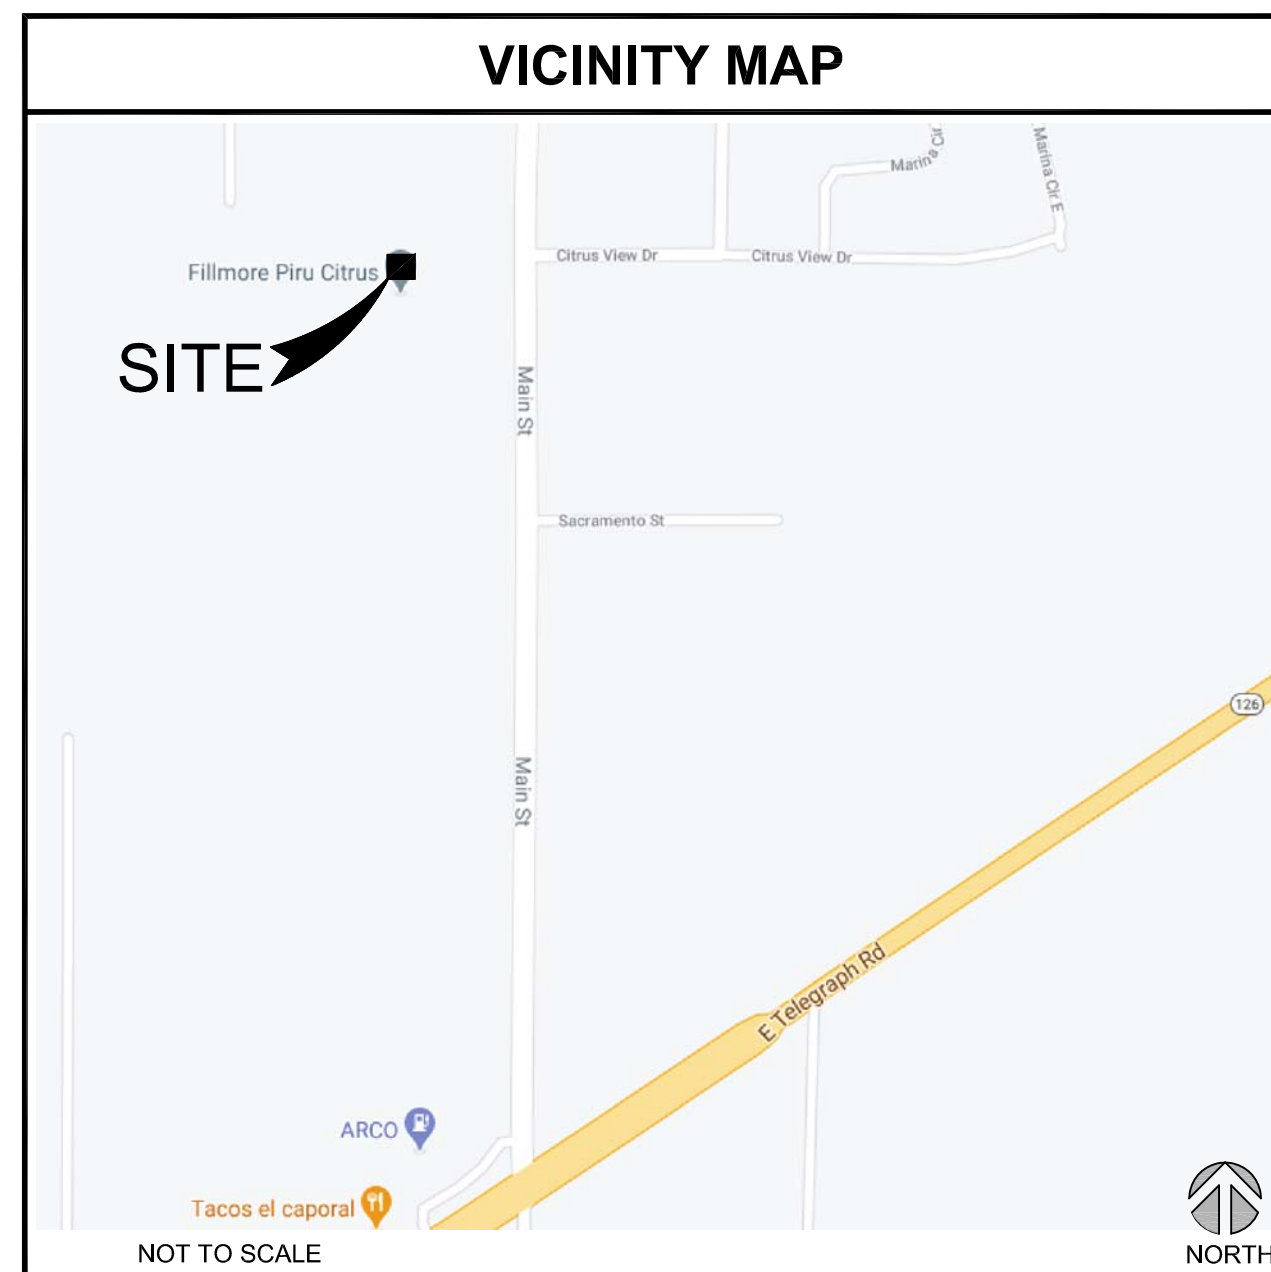 VICINITY MAP
Marina Cir
Marina Cir E
Citrus View Dr
Citrus View Dr
Fillmore Piru Citrus
SITE
Main St
Sacramento St
126
Main St
E Telegraph Rd
ARCO
Tacos el caporal
NOT TO SCALE
NORTH